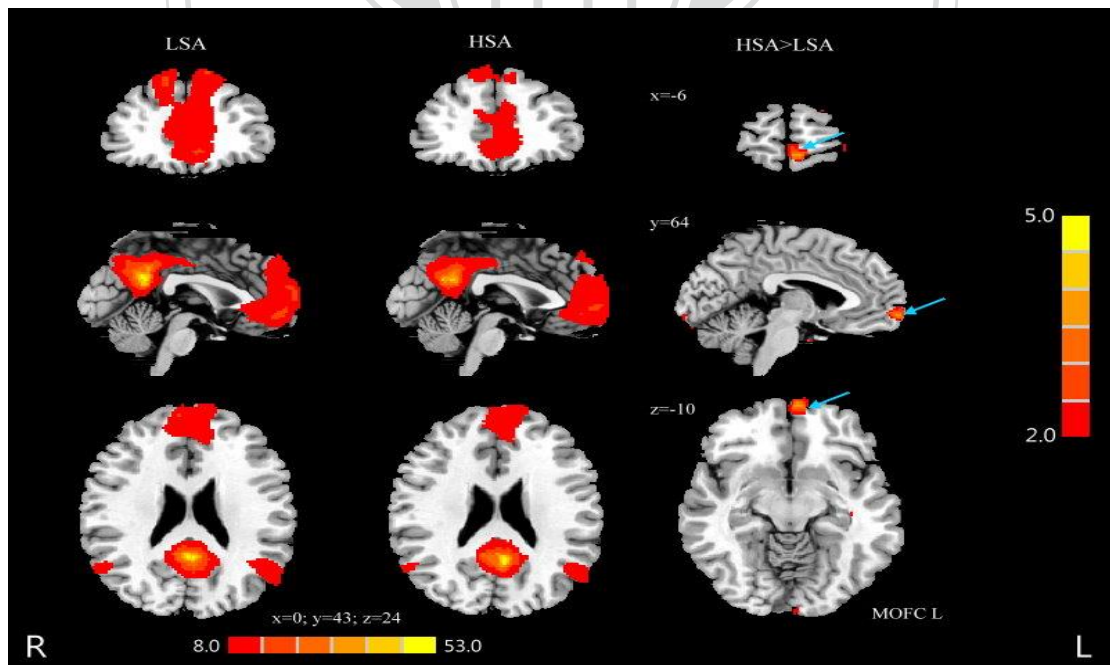 LSA
HSA
HSA>LSA
x=-6
y=64
z=-10
5.0
2.0
MOFC L
x=0; y=43; z=24
8.0
53.0
R
L